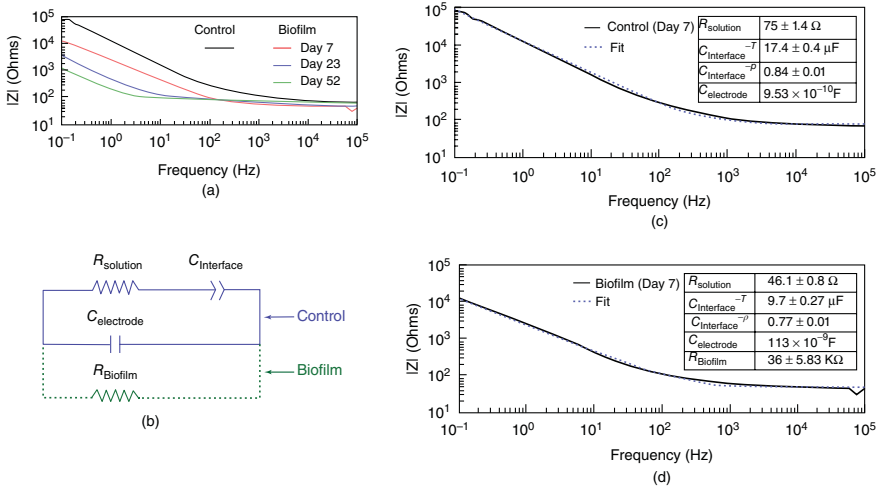 10⁵
10⁴
10³
10²
10¹
|Z| (Ohms)
Control
Biofilm
Day 7
Day 23
Day 52
10⁻¹ 10⁰ 10¹ 10² 10³ 10⁴ 10⁵
Frequency (Hz)
(a)
R_solution
C_Interface
C_electrode
R_Biofilm
Control
Biofilm
(b)
10⁵
10⁴
10³
10²
10¹
|Z| (Ohms)
Control (Day 7)
Fit
R_solution 75 ± 1.4 Ω
C_Interface⁻ᵀ 17.4 ± 0.4 μF
C_Interface⁻ᴾ 0.84 ± 0.01
C_electrode 9.53 × 10⁻¹⁰F
10⁻¹ 10⁰ 10¹ 10² 10³ 10⁴ 10⁵
Frequency (Hz)
(c)
10⁵
10⁴
10³
10²
10¹
|Z| (Ohms)
Biofilm (Day 7)
Fit
R_solution 46.1 ± 0.8 Ω
C_Interface⁻ᵀ 9.7 ± 0.27 μF
C_Interface⁻ᵖ 0.77 ± 0.01
C_electrode 113 × 10⁻⁹F
R_Biofilm 36 ± 5.83 KΩ
10⁻¹ 10⁰ 10¹ 10² 10³ 10⁴ 10⁵
Frequency (Hz)
(d)